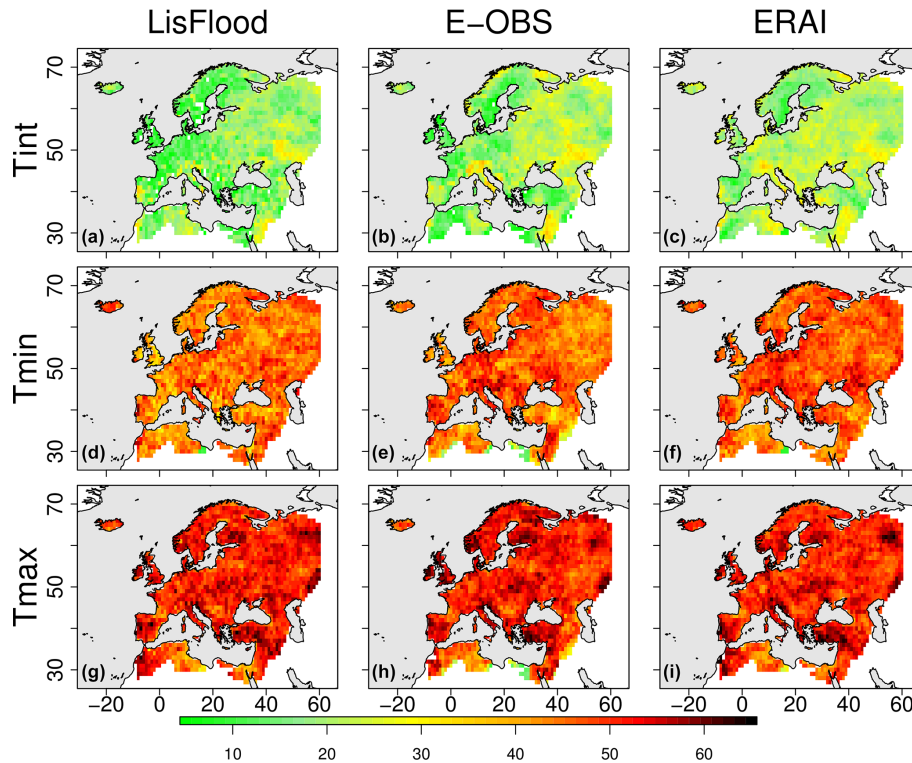 LisFlood E−OBS ERAI
Tint
70
50
30
(a) (b) (c)
Tmin
70
50
30
(d) (e) (f)
Tmax
70
50
30
(g) (h) (i)
−20 0 20 40 60 −20 0 20 40 60 −20 0 20 40 60
10 20 30 40 50 60